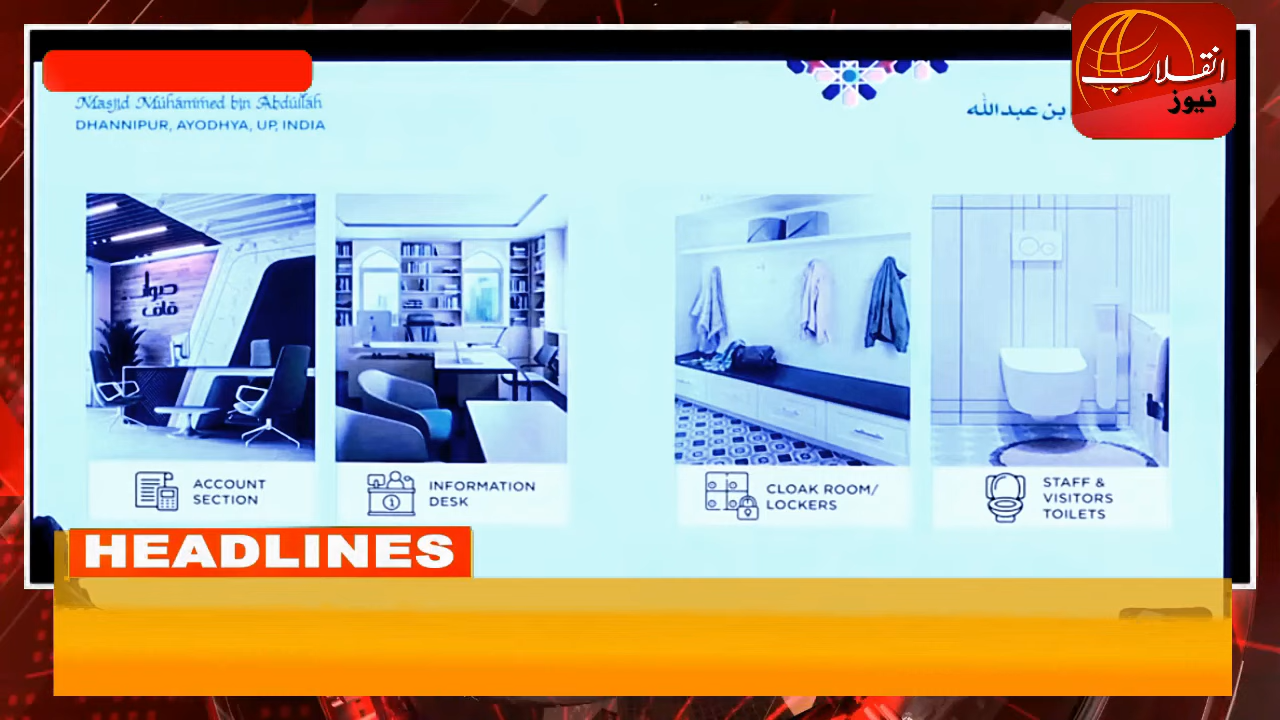 انقلاب
نیوز
Masjid Muhammed bin Abdullah
DHANNIPUR, AYODHYA, UP, INDIA
بن عبدالله
ACCOUNT
SECTION
INFORMATION
DESK
CLOAK ROOM/
LOCKERS
STAFF &
VISITORS
TOILETS
HEADLINES